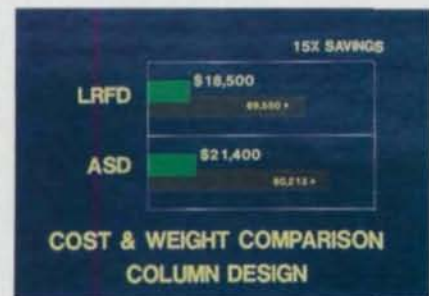 15% SAVINGS
LRFD
$18,500
ASD
$21,400
COST & WEIGHT COMPARISON
COLUMN DESIGN